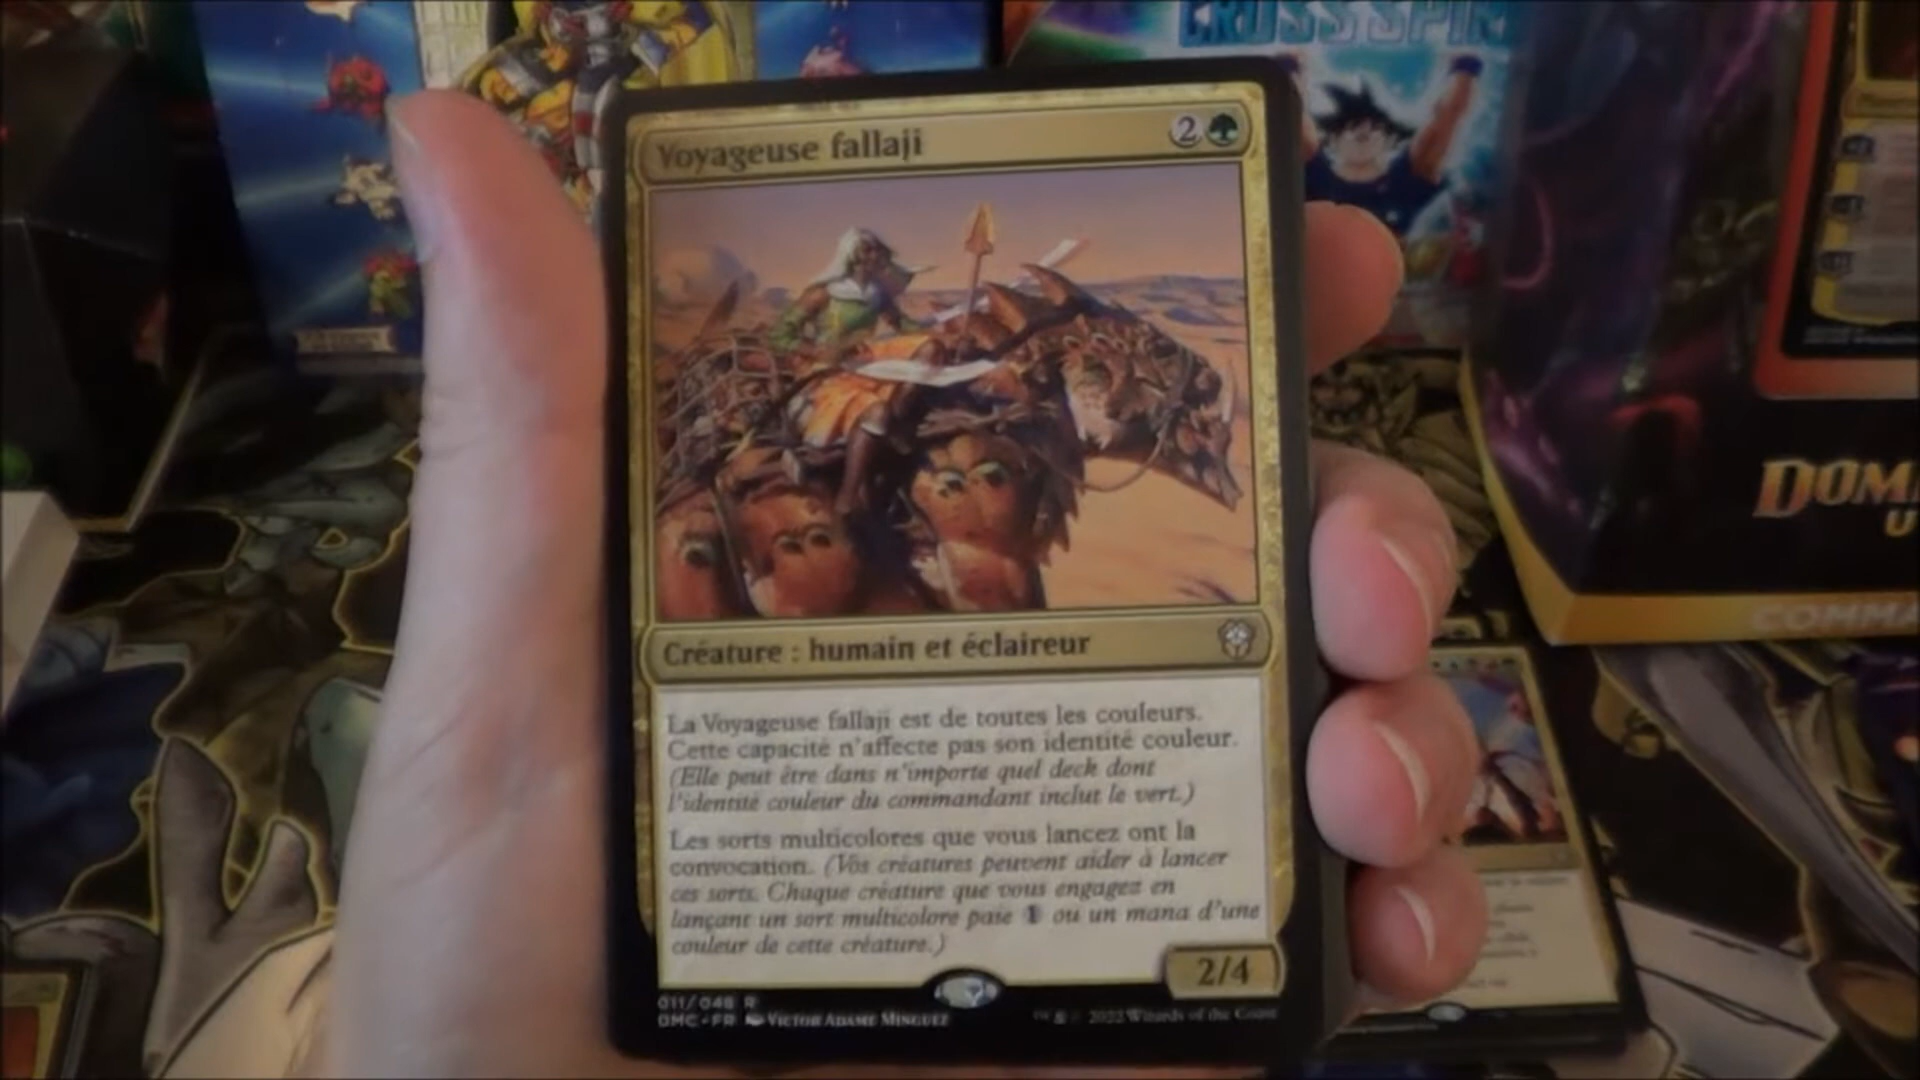 CROSS SPIR
Voyageuse fallaji
2
Créature : humain et éclaireur
La Voyageuse fallaji est de toutes les couleurs.
Cette capacité n'affecte pas son identité couleur.
(Elle peut être dans n'importe quel deck dont
l'identité couleur du commandant inclut le vert.)
Les sorts multicolores que vous lancez ont la
convocation. (Vos créatures peuvent aider à lancer
ces sorts. Chaque créature que vous engagez en
lançant un sort multicolore paie 1 ou un mana d'une
couleur de cette créature.)
2/4
011/048 R
DMC • FR Victor Adame Minguez
2022 Wizards of the Coast
DOMI
U
COMMA